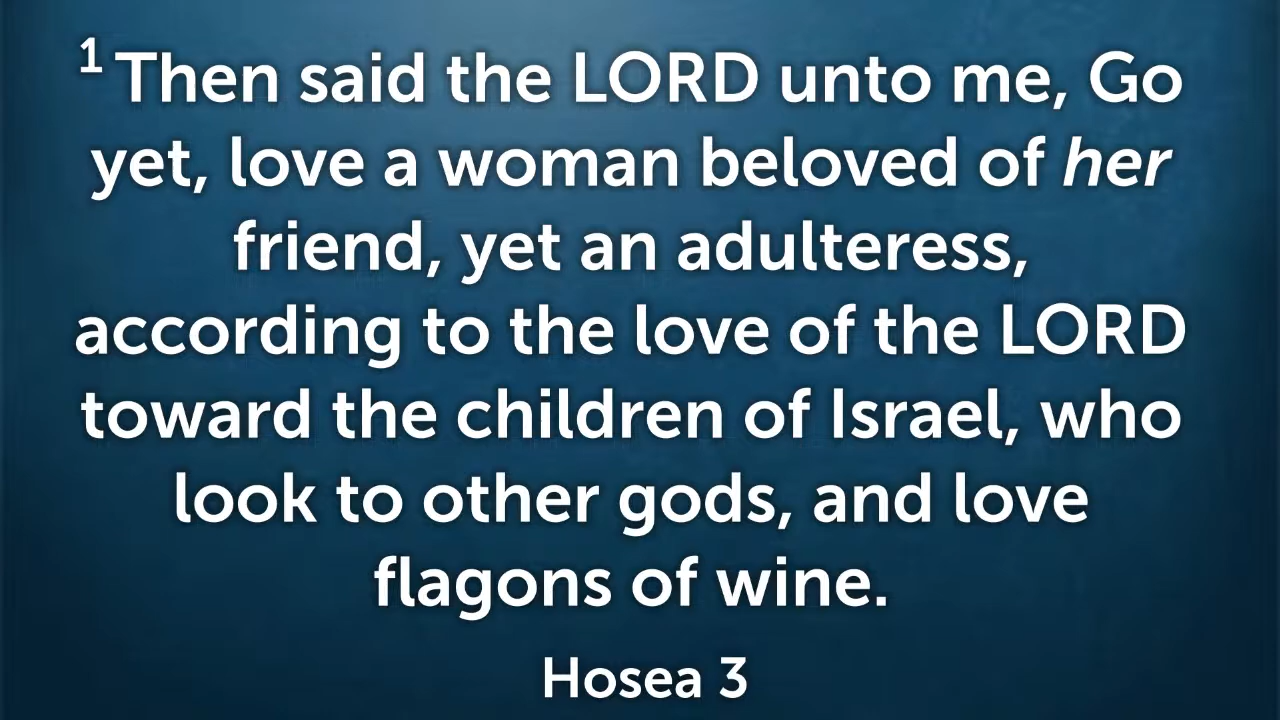 1 Then said the LORD unto me, Go
yet, love a woman beloved of her
friend, yet an adulteress,
according to the love of the LORD
toward the children of Israel, who
look to other gods, and love
flagons of wine.
Hosea 3